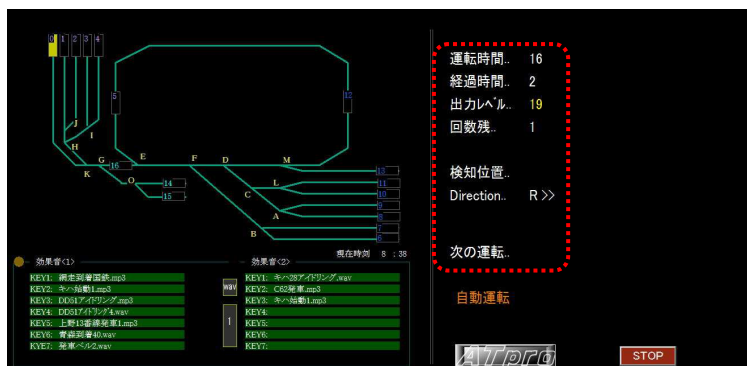 0 1 2 3 4
5
12
J
I
H
G
16
E
F
D
M
K
O
14
15
13
L
11
10
C
9
A
8
B
7
6
現在時刻 8 : 38
効果音<1>
KEY1: 網走到着国鉄.mp3
KEY2: キハ始動1.mp3
KEY3: DD51アイドリング.mp3
KEY4: DD51アイドリング4.wav
KEY5: 上野13番線発車1.mp3
KEY6: 青森到着40.wav
KYE7: 発車ベル2.wav
wav
1
効果音<2>
KEY1: キハ28アイドリング.wav
KEY2: C62発車.mp3
KEY3: キハ始動1.mp3
KEY4:
KEY5:
KEY6:
KEY7:
運転時間.. 16
経過時間.. 2
出力レベル.. 19
回数残.. 1
検知位置..
Direction.. R >>
次の運転..
自動運転
ATpro
STOP